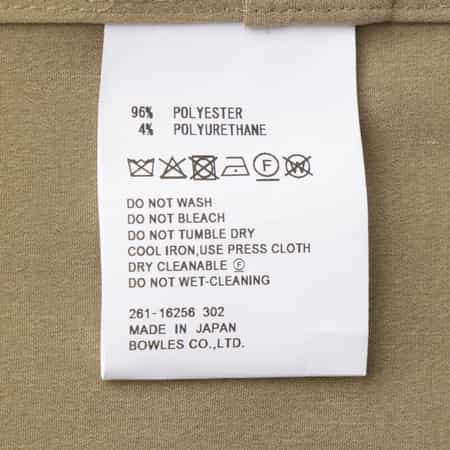 96% POLYESTER
4% POLYURETHANE
F W
DO NOT WASH
DO NOT BLEACH
DO NOT TUMBLE DRY
COOL IRON,USE PRESS CLOTH
DRY CLEANABLE Ⓕ
DO NOT WET-CLEANING
261-16256 302
MADE IN JAPAN
BOWLES CO.,LTD.